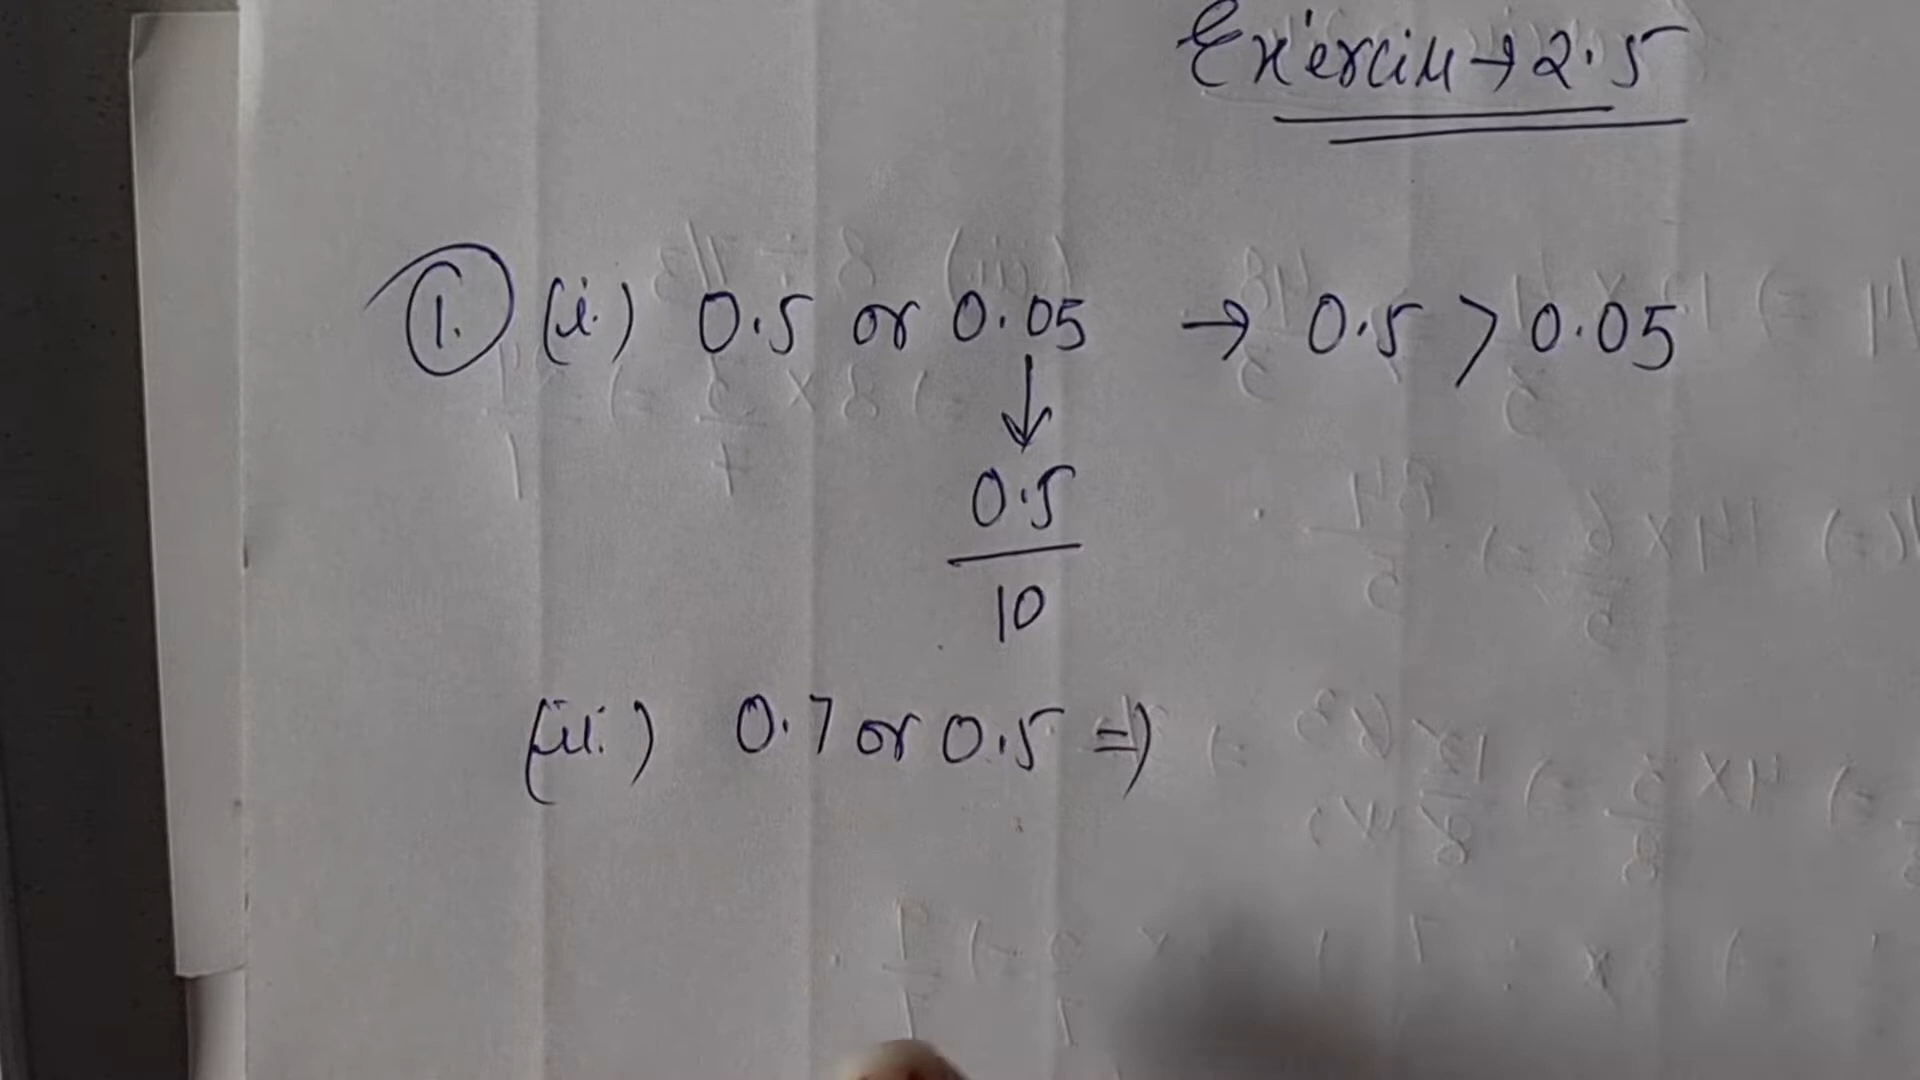 Exercise → 2.5
1. (i.) 0.5 or 0.05 → 0.5 > 0.05
↓
0.5
10
(ii.) 0.7 or 0.5 ⇒